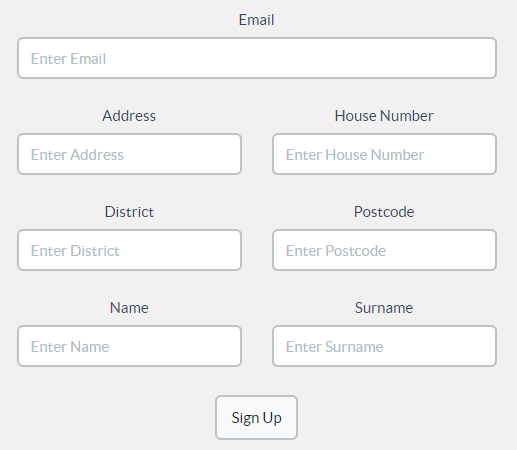 Email
Enter Email
Address House Number
Enter Address Enter House Number
District Postcode
Enter District Enter Postcode
Name Surname
Enter Name Enter Surname
Sign Up